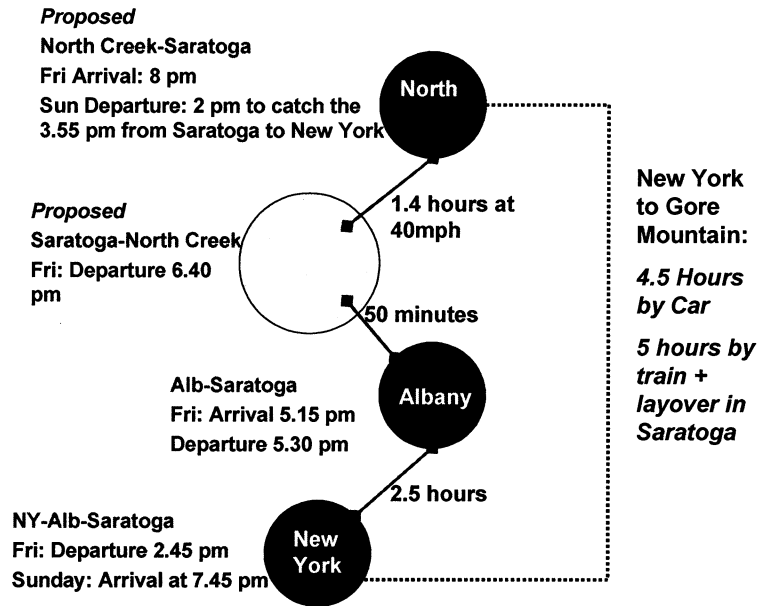 Proposed
North Creek-Saratoga
Fri Arrival: 8 pm
Sun Departure: 2 pm to catch the
3.55 pm from Saratoga to New York
North
1.4 hours at
40mph
Proposed
Saratoga-North Creek
Fri: Departure 6.40
pm
50 minutes
Alb-Saratoga
Fri: Arrival 5.15 pm
Departure 5.30 pm
Albany
2.5 hours
NY-Alb-Saratoga
Fri: Departure 2.45 pm
Sunday: Arrival at 7.45 pm
New
York
New York
to Gore
Mountain:
4.5 Hours
by Car
5 hours by
train +
layover in
Saratoga